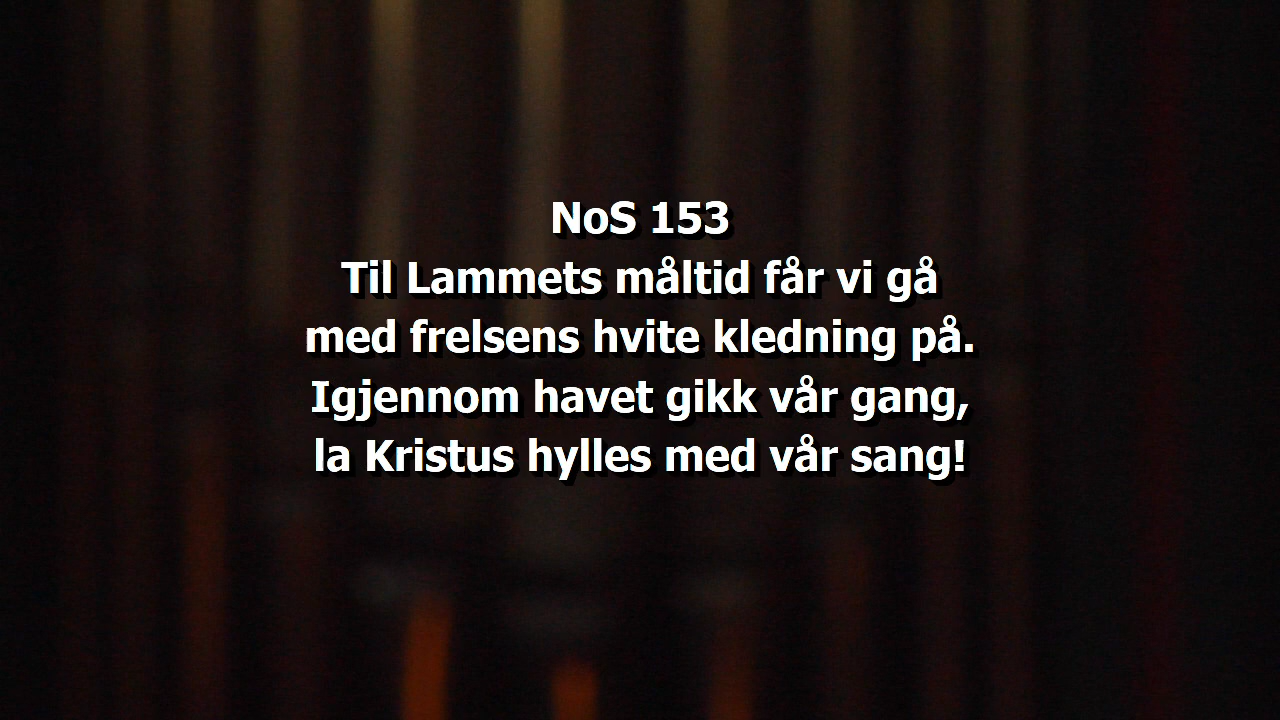 NoS 153
Til Lammets måltid får vi gå
med frelsens hvite kledning på.
Igjennom havet gikk vår gang,
la Kristus hylles med vår sang!